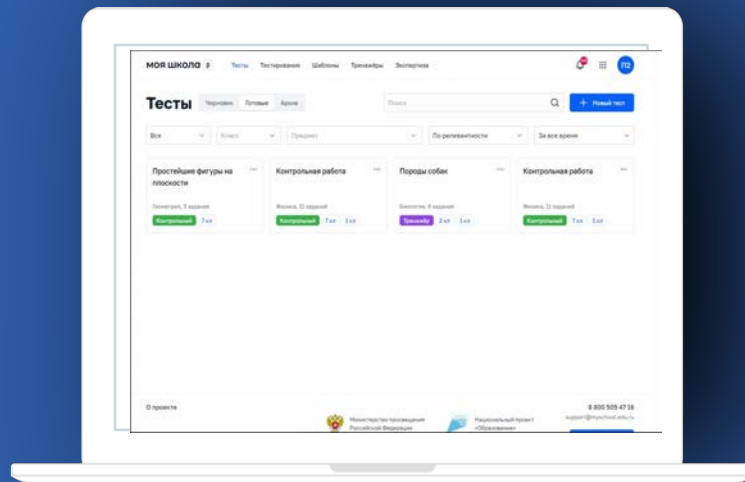 моя школа β Тесты Тестирование Шаблоны Тренажёры Экспертиза П2
Тесты Черновик Готовые Архив Поиск + Новый тест
Все Класс Предмет По релевантности За все время
Простейшие фигуры на плоскости
Геометрия, 3 задания
Контрольный 7 кл
Контрольная работа
Физика, 11 заданий
Контрольный 7 кл 1 кл
Породы собак
Биология, 4 задания
Тренажёр 2 кл 1 кл
Контрольная работа
Физика, 11 заданий
Контрольный 7 кл 1 кл
О проекте
Министерство просвещения
Российской Федерации
Национальный проект
«Образование»
8 800 505 47 16
support@myschool.edu.ru